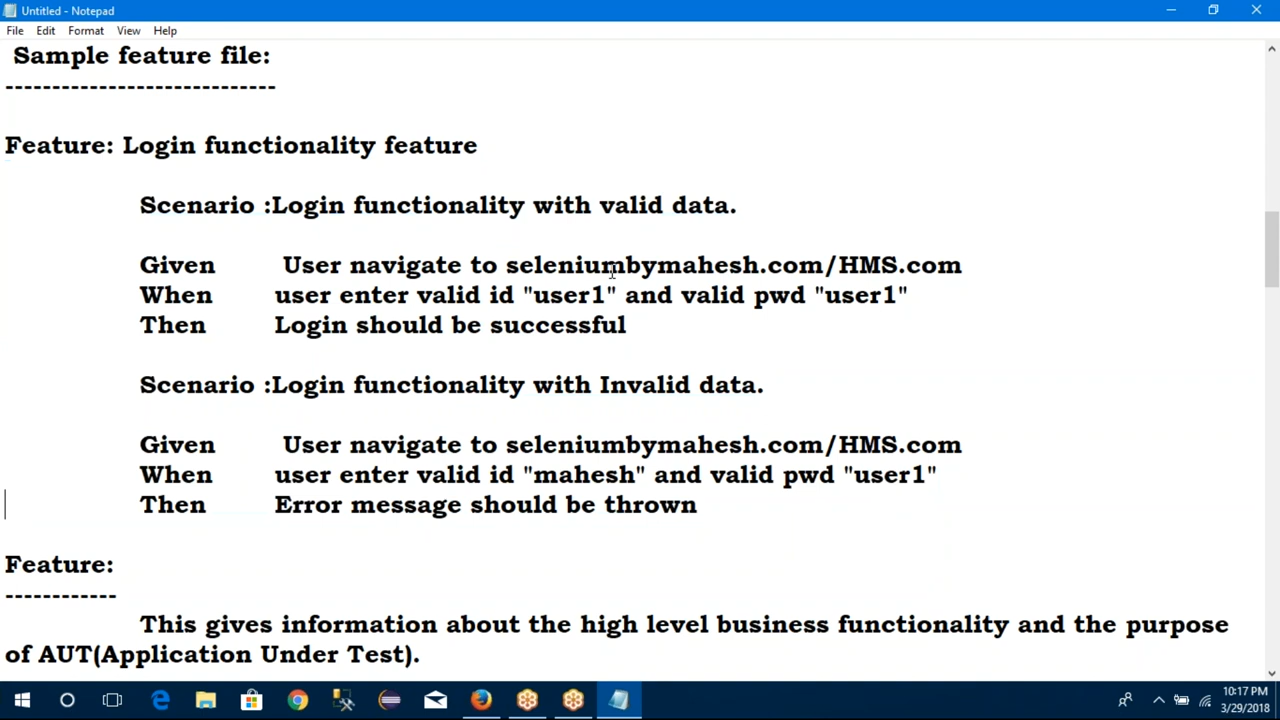 Untitled - Notepad
File Edit Format View Help
Sample feature file:
-----------------------------
Feature: Login functionality feature
Scenario :Login functionality with valid data.
Given User navigate to seleniumbymahesh.com/HMS.com
When user enter valid id "user1" and valid pwd "user1"
Then Login should be successful
Scenario :Login functionality with Invalid data.
Given User navigate to seleniumbymahesh.com/HMS.com
When user enter valid id "mahesh" and valid pwd "user1"
Then Error message should be thrown
Feature:
------------
This gives information about the high level business functionality and the purpose
of AUT(Application Under Test).
10:17 PM
3/29/2018